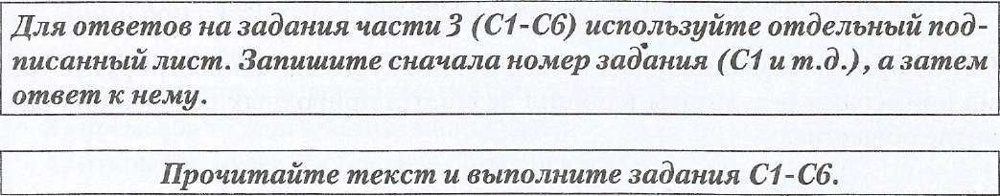 Для ответов на задания части 3 (С1-С6) используйте отдельный под-
писанный лист. Запишите сначала номер задания (С1 и т.д.), а затем
ответ к нему.
Прочитайте текст и выполните задания С1-С6.